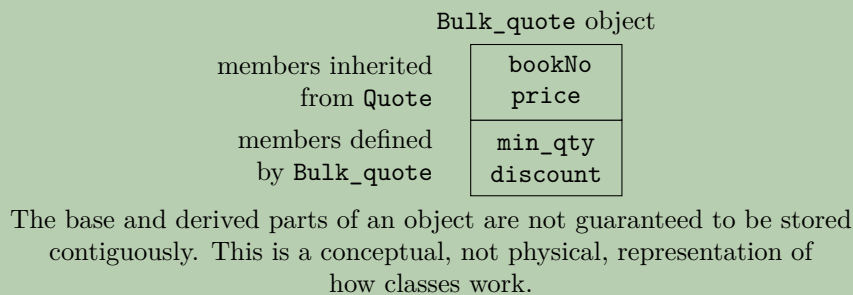 Bulk_quote object
members inherited
from Quote
bookNo
price
members defined
by Bulk_quote
min_qty
discount
The base and derived parts of an object are not guaranteed to be stored
contiguously. This is a conceptual, not physical, representation of
how classes work.